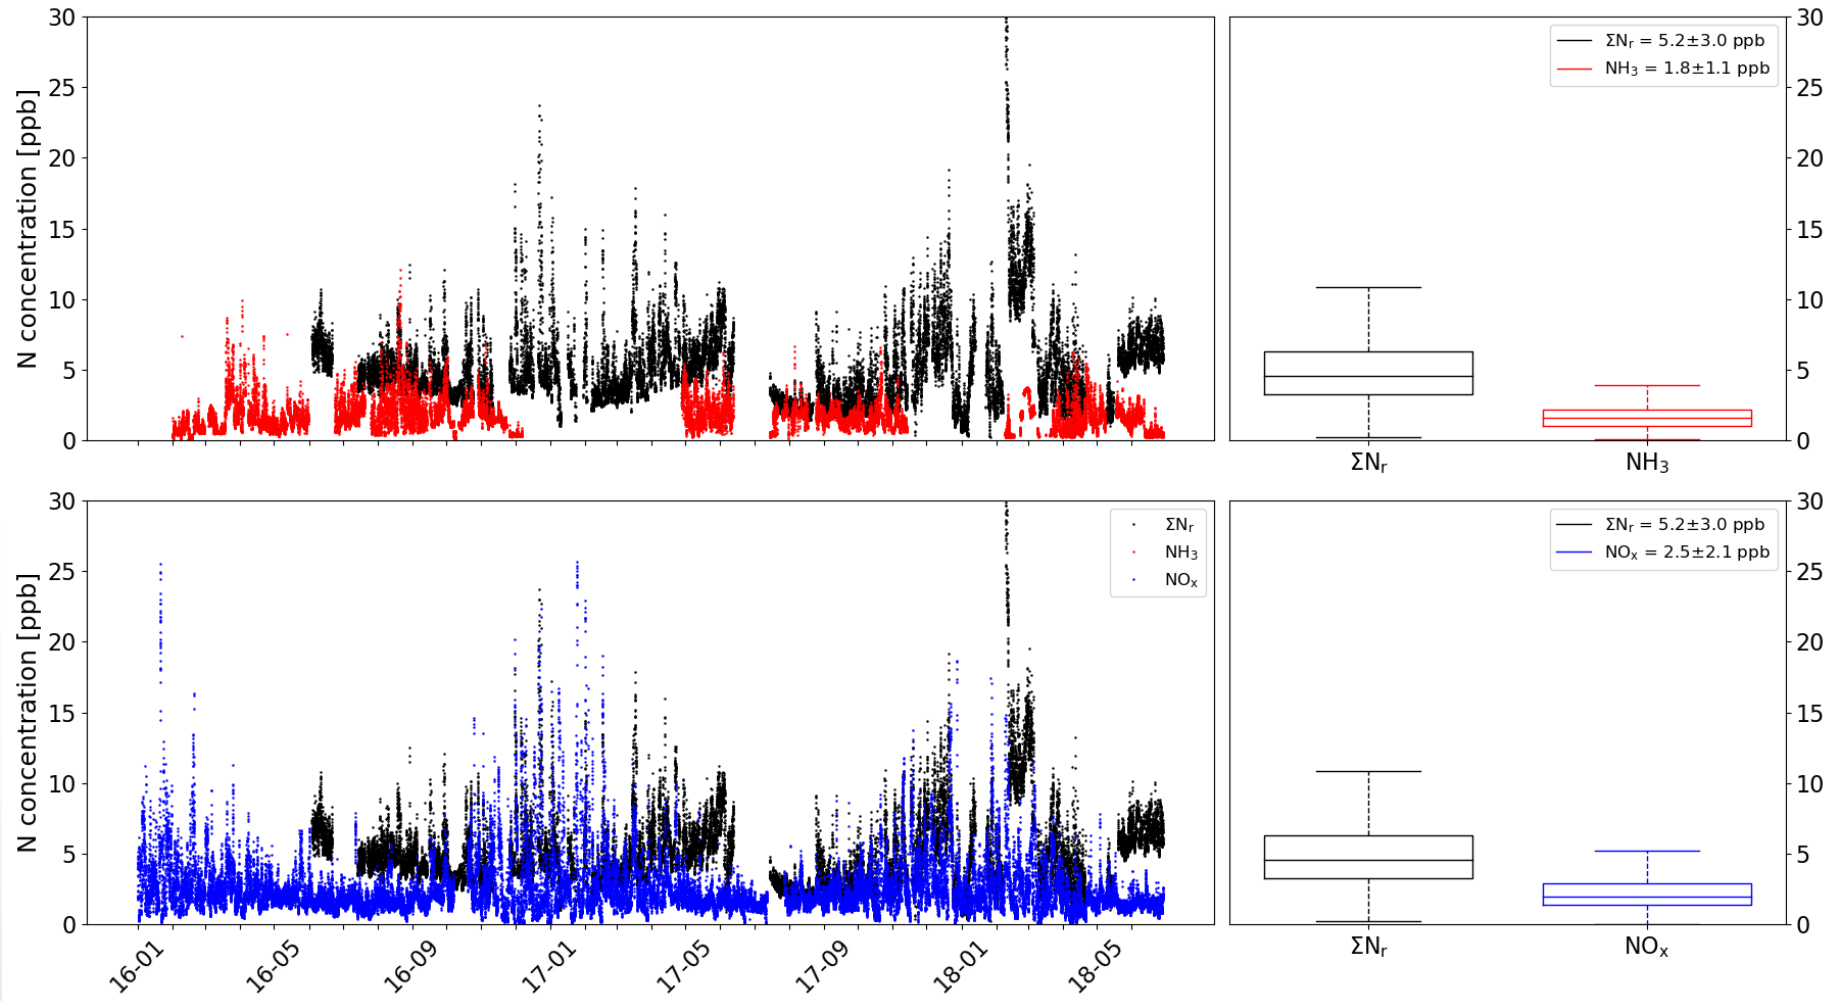 N concentration [ppb]
30
25
20
15
10
5
0
ΣNᵣ = 5.2±3.0 ppb
NH₃ = 1.8±1.1 ppb
30
25
20
15
10
5
0
ΣNᵣ NH₃
N concentration [ppb]
30
25
20
15
10
5
0
ΣNᵣ
NH₃
NOₓ
16-01 16-05 16-09 17-01 17-05 17-09 18-01 18-05
ΣNᵣ = 5.2±3.0 ppb
NOₓ = 2.5±2.1 ppb
30
25
20
15
10
5
0
ΣNᵣ NOₓ